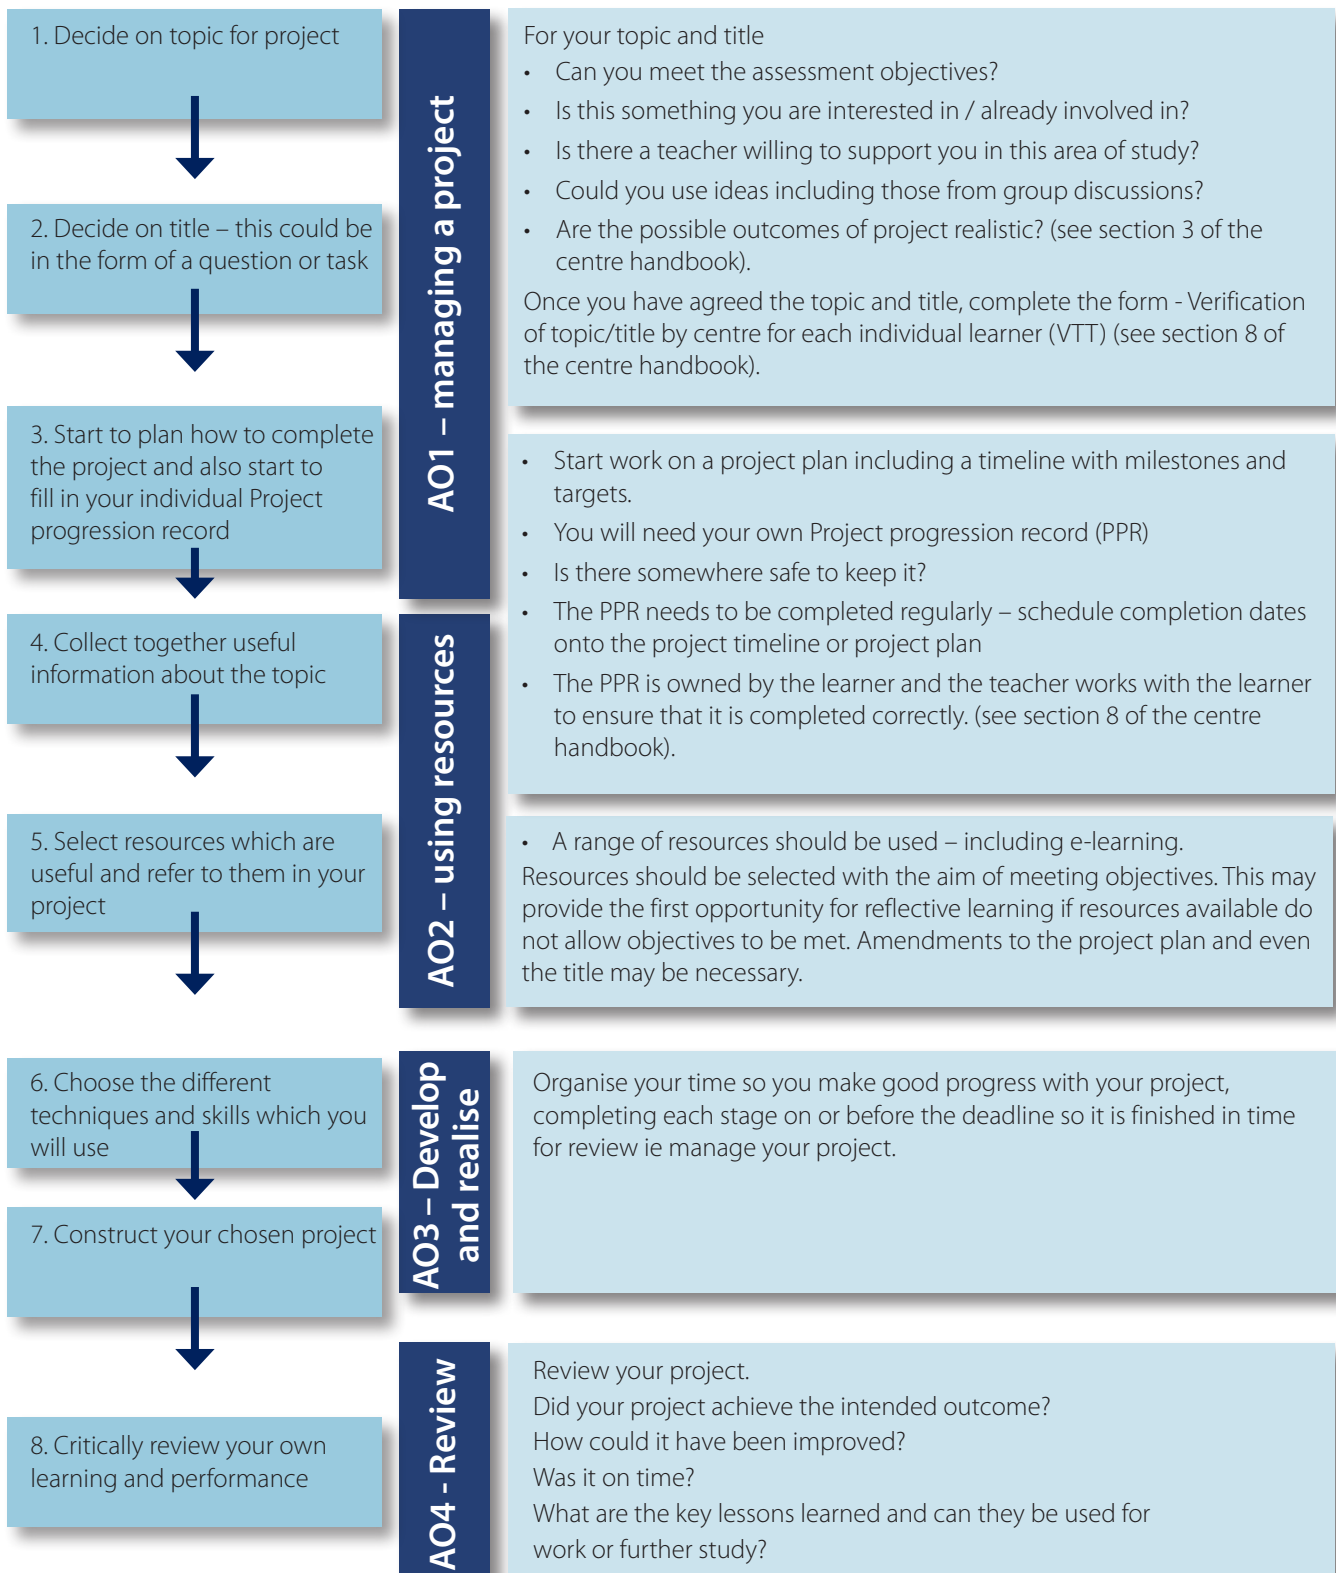 1. Decide on topic for project
2. Decide on title – this could be
in the form of a question or task
3. Start to plan how to complete
the project and also start to
fill in your individual Project
progression record
4. Collect together useful
information about the topic
5. Select resources which are
useful and refer to them in your
project
6. Choose the different
techniques and skills which you
will use
7. Construct your chosen project
8. Critically review your own
learning and performance
AO1 – managing a project
AO2 – using resources
AO3 – Develop
and realise
AO4 - Review
For your topic and title
• Can you meet the assessment objectives?
• Is this something you are interested in / already involved in?
• Is there a teacher willing to support you in this area of study?
• Could you use ideas including those from group discussions?
• Are the possible outcomes of project realistic? (see section 3 of the
centre handbook).
Once you have agreed the topic and title, complete the form - Verification
of topic/title by centre for each individual learner (VTT) (see section 8 of
the centre handbook).
• Start work on a project plan including a timeline with milestones and
targets.
• You will need your own Project progression record (PPR)
• Is there somewhere safe to keep it?
• The PPR needs to be completed regularly – schedule completion dates
onto the project timeline or project plan
• The PPR is owned by the learner and the teacher works with the learner
to ensure that it is completed correctly. (see section 8 of the centre
handbook).
• A range of resources should be used – including e-learning.
Resources should be selected with the aim of meeting objectives. This may
provide the first opportunity for reflective learning if resources available do
not allow objectives to be met. Amendments to the project plan and even
the title may be necessary.
Organise your time so you make good progress with your project,
completing each stage on or before the deadline so it is finished in time
for review ie manage your project.
Review your project.
Did your project achieve the intended outcome?
How could it have been improved?
Was it on time?
What are the key lessons learned and can they be used for
work or further study?